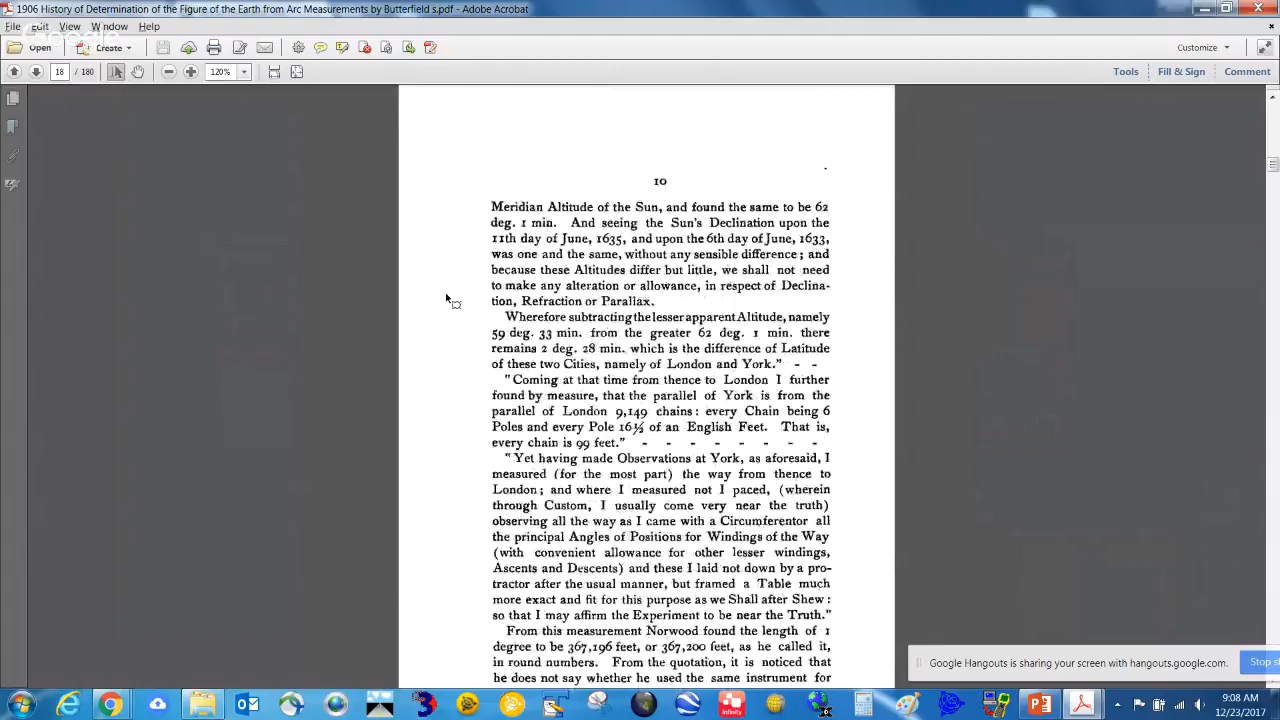 1906 History of Determination of the Figure of the Earth from Arc Measurements by Butterfield s.pdf - Adobe Acrobat
File Edit View Window Help
Google
Open Create Customize
18 / 180 120% Tools Fill & Sign Comment
10
Meridian Altitude of the Sun, and found the same to be 62
deg. 1 min. And seeing the Sun's Declination upon the
11th day of June, 1635, and upon the 6th day of June, 1633,
was one and the same, without any sensible difference; and
because these Altitudes differ but little, we shall not need
to make any alteration or allowance, in respect of Declina-
tion, Refraction or Parallax.
Wherefore subtracting the lesser apparent Altitude, namely
59 deg. 33 min. from the greater 62 deg. 1 min. there
remains 2 deg. 28 min. which is the difference of Latitude
of these two Cities, namely of London and York." - -
"Coming at that time from thence to London I further
found by measure, that the parallel of York is from the
parallel of London 9,149 chains: every Chain being 6
Poles and every Pole 16½ of an English Feet. That is,
every chain is 99 feet." - - - - - - -
"Yet having made Observations at York, as aforesaid, I
measured (for the most part) the way from thence to
London; and where I measured not I paced, (wherein
through Custom, I usually come very near the truth)
observing all the way as I came with a Circumferentor all
the principal Angles of Positions for Windings of the Way
(with convenient allowance for other lesser windings,
Ascents and Descents) and these I laid not down by a pro-
tractor after the usual manner, but framed a Table much
more exact and fit for this purpose as we Shall after Shew:
so that I may affirm the Experiment to be near the Truth."
From this measurement Norwood found the length of 1
degree to be 367,196 feet, or 367,200 feet, as he called it,
in round numbers. From the quotation, it is noticed that
he does not say whether he used the same instrument for
Google Hangouts is sharing your screen with hangouts.google.com. Stop s
Infinity
9:08 AM
12/23/2017